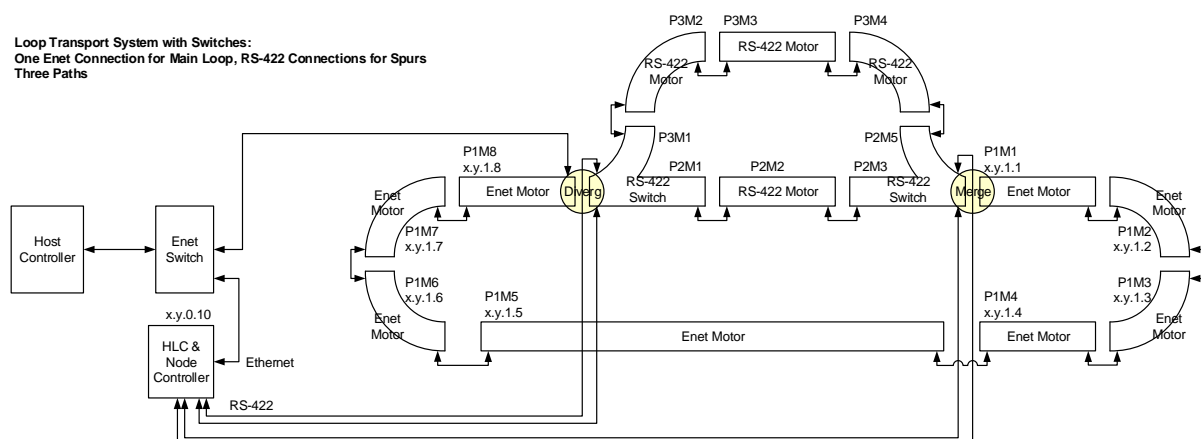 Loop Transport System with Switches:
One Enet Connection for Main Loop, RS-422 Connections for Spurs
Three Paths
P3M2
P3M3
P3M4
RS-422 Motor
RS-422
Motor
RS-422
Motor
P3M1
P2M5
P1M8
x.y.1.8
P2M1
P2M2
P2M3
P1M1
x.y.1.1
Enet Motor
Diverg
RS-422
Switch
RS-422 Motor
RS-422
Switch
Merge
Enet Motor
Enet
Motor
Enet
Motor
P1M7
x.y.1.7
P1M2
x.y.1.2
Host
Controller
Enet
Switch
P1M6
x.y.1.6
P1M5
x.y.1.5
P1M4
x.y.1.4
P1M3
x.y.1.3
Enet
Motor
Enet Motor
Enet Motor
Enet
Motor
x.y.0.10
HLC &
Node
Controller
Ethernet
RS-422